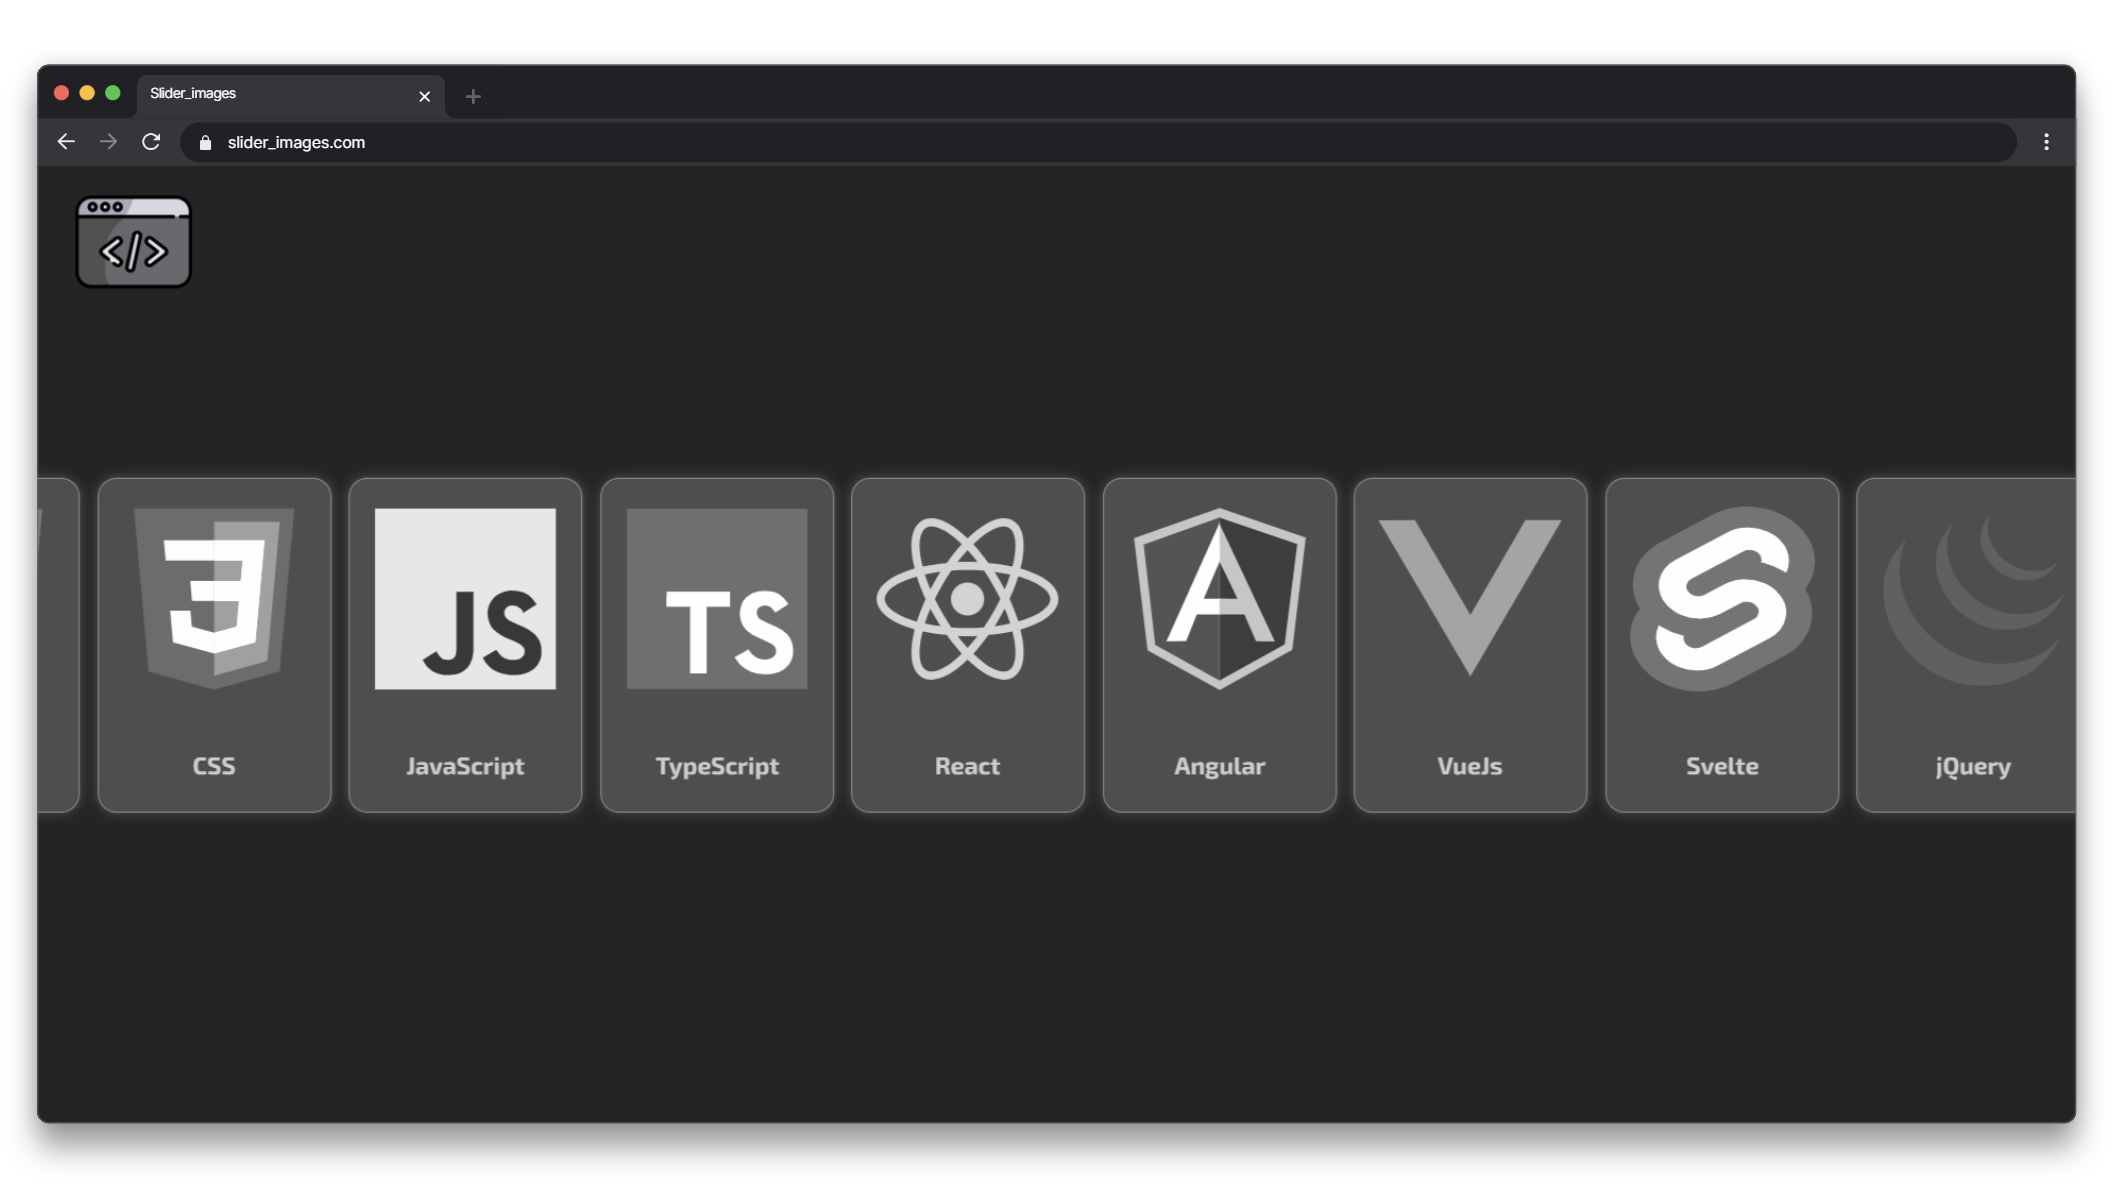 Slider_images
slider_images.com
</>
JS
TS
CSS
JavaScript
TypeScript
React
Angular
VueJs
Svelte
jQuery